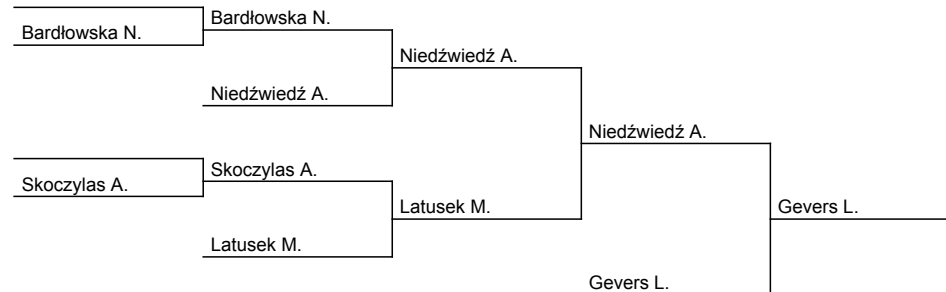 Bardłowska N.
Bardłowska N.
Niedźwiedź A.
Niedźwiedź A.
Niedźwiedź A.
Skoczylas A.
Skoczylas A.
Latusek M.
Gevers L.
Latusek M.
Gevers L.